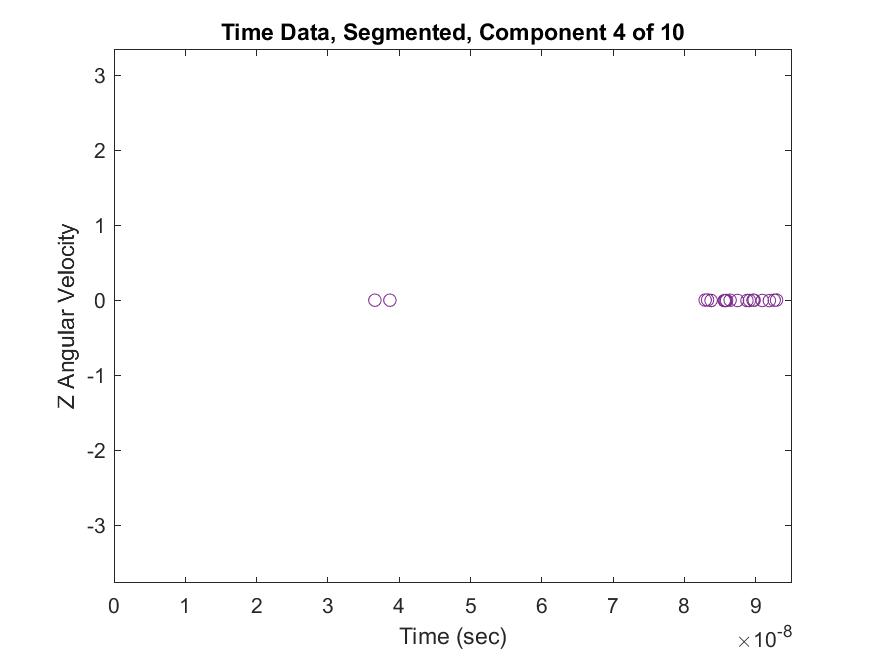 Time Data, Segmented, Component 4 of 10
3
2
1
0
-1
-2
-3
Z Angular Velocity
0 1 2 3 4 5 6 7 8 9
Time (sec)
×10-8